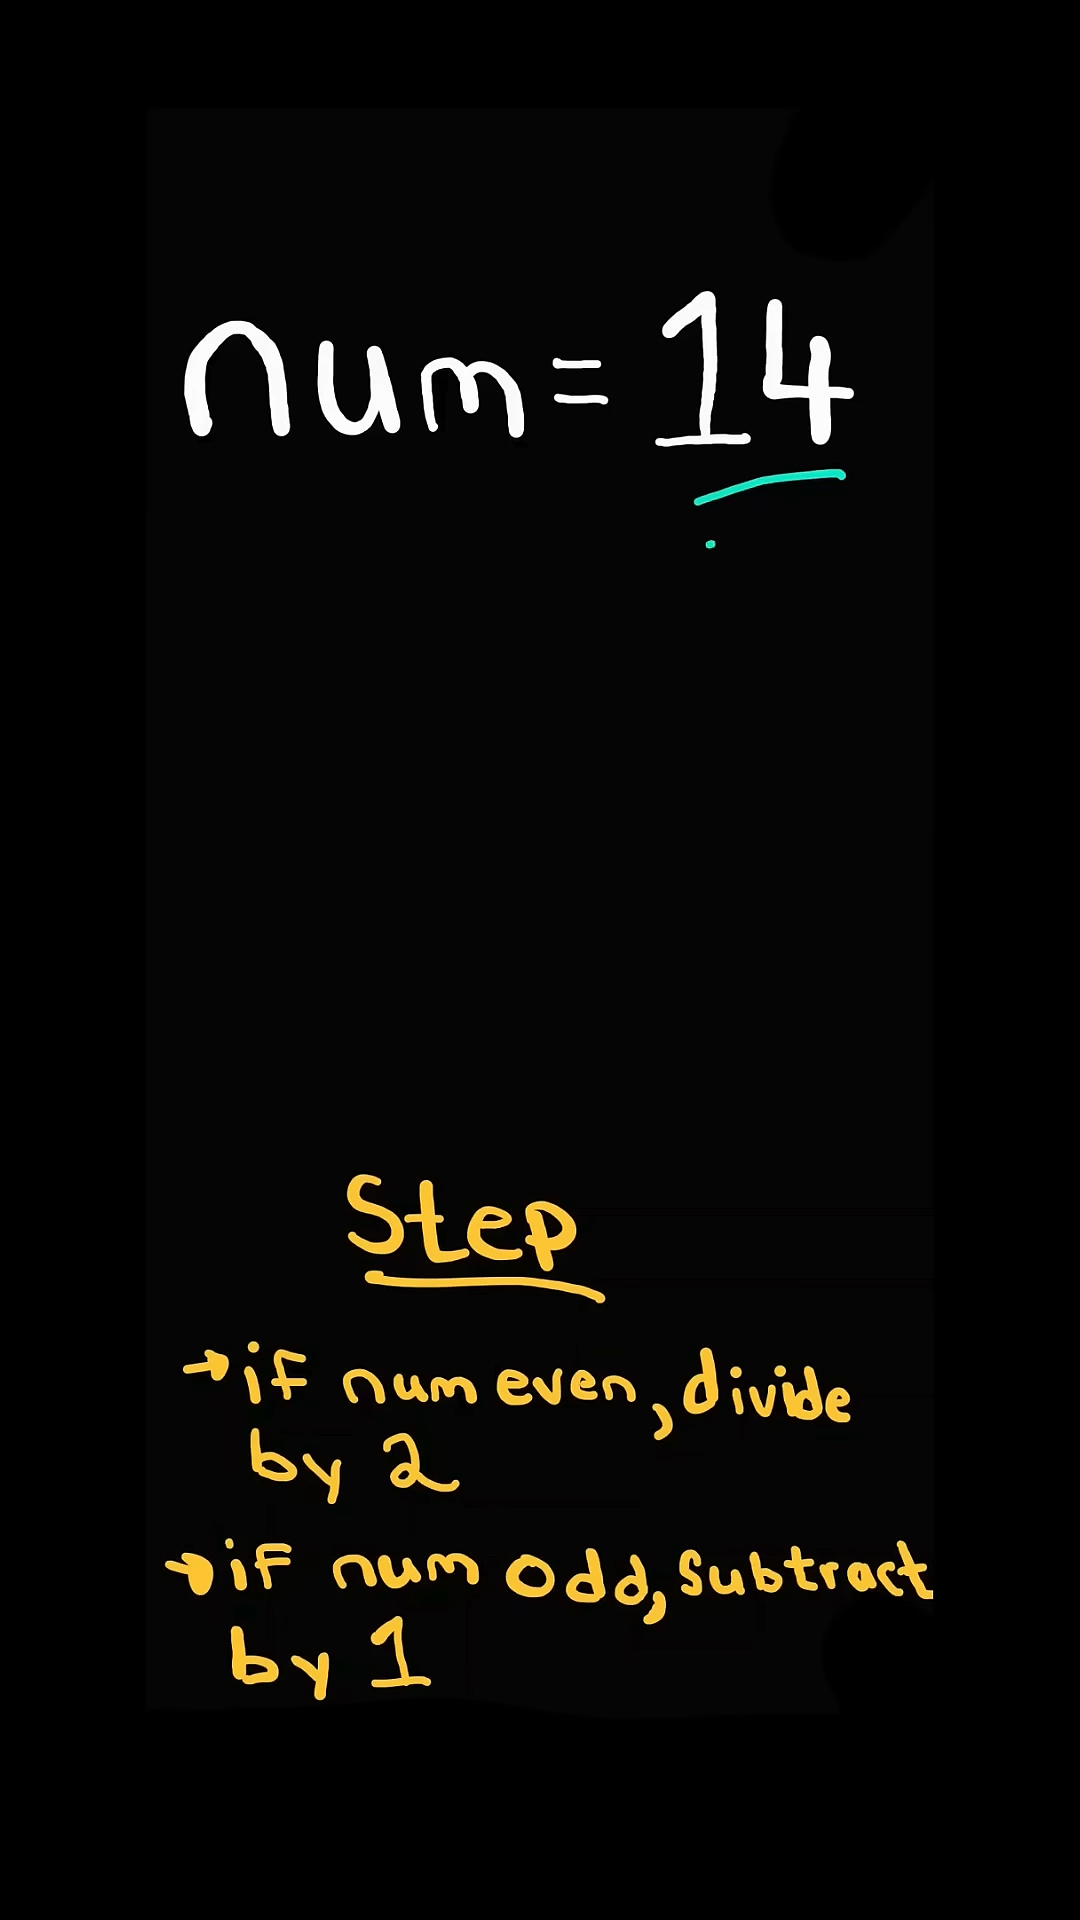 num = 14
Step
→ if num even, divide
by 2
→ if num odd, subtract
by 1